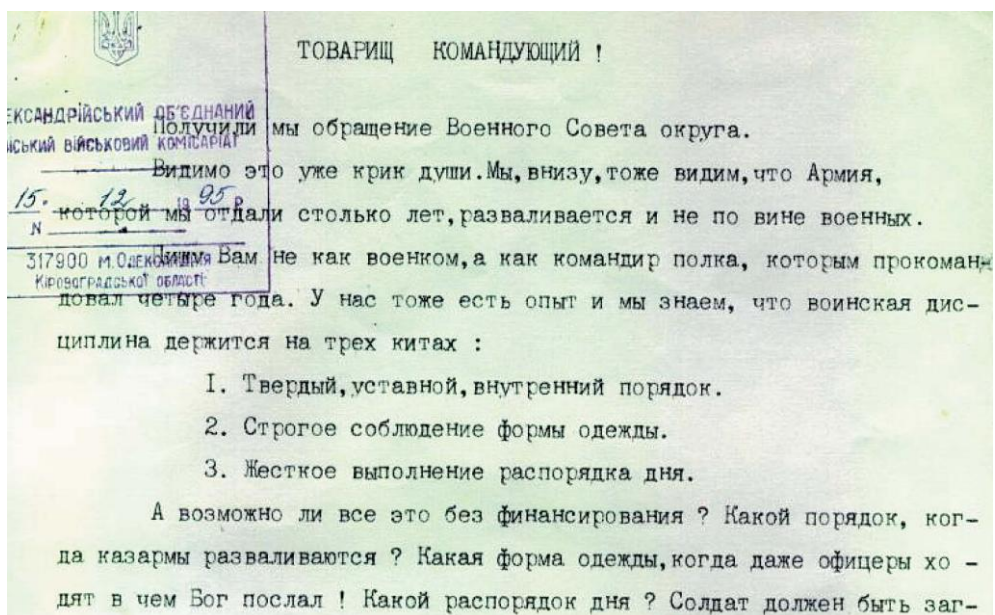 ТОВАРИЩ КОМАНДУЮЩИЙ !
ОБ'ЄДНАНИЙ
ВІЙСЬКОВИЙ КОМІСАРІАТ
Получили мы обращение Военного Совета округа.
Видимо это уже крик души.Мы,внизу,тоже видим,что Армия,
15. 12 1995 р
которой мы отдали столько лет,разваливается и не по вине военных.
N
Пишу Вам не как военком,а как командир полка, которым прокоман-
317900 м.Олександрія
Кіровоградської області
довал четыре года. У нас тоже есть опыт и мы знаем, что воинская дис-
циплина держится на трех китах :
I. Твердый,уставной,внутренний порядок.
2. Строгое соблюдение формы одежды.
3. Жесткое выполнение распорядка дня.
А возможно ли все это без финансирования ? Какой порядок, ког-
да казармы разваливаются ? Какая форма одежды,когда даже офицеры хо -
дят в чем Бог послал ! Какой распорядок дня ? Солдат должен быть заг-